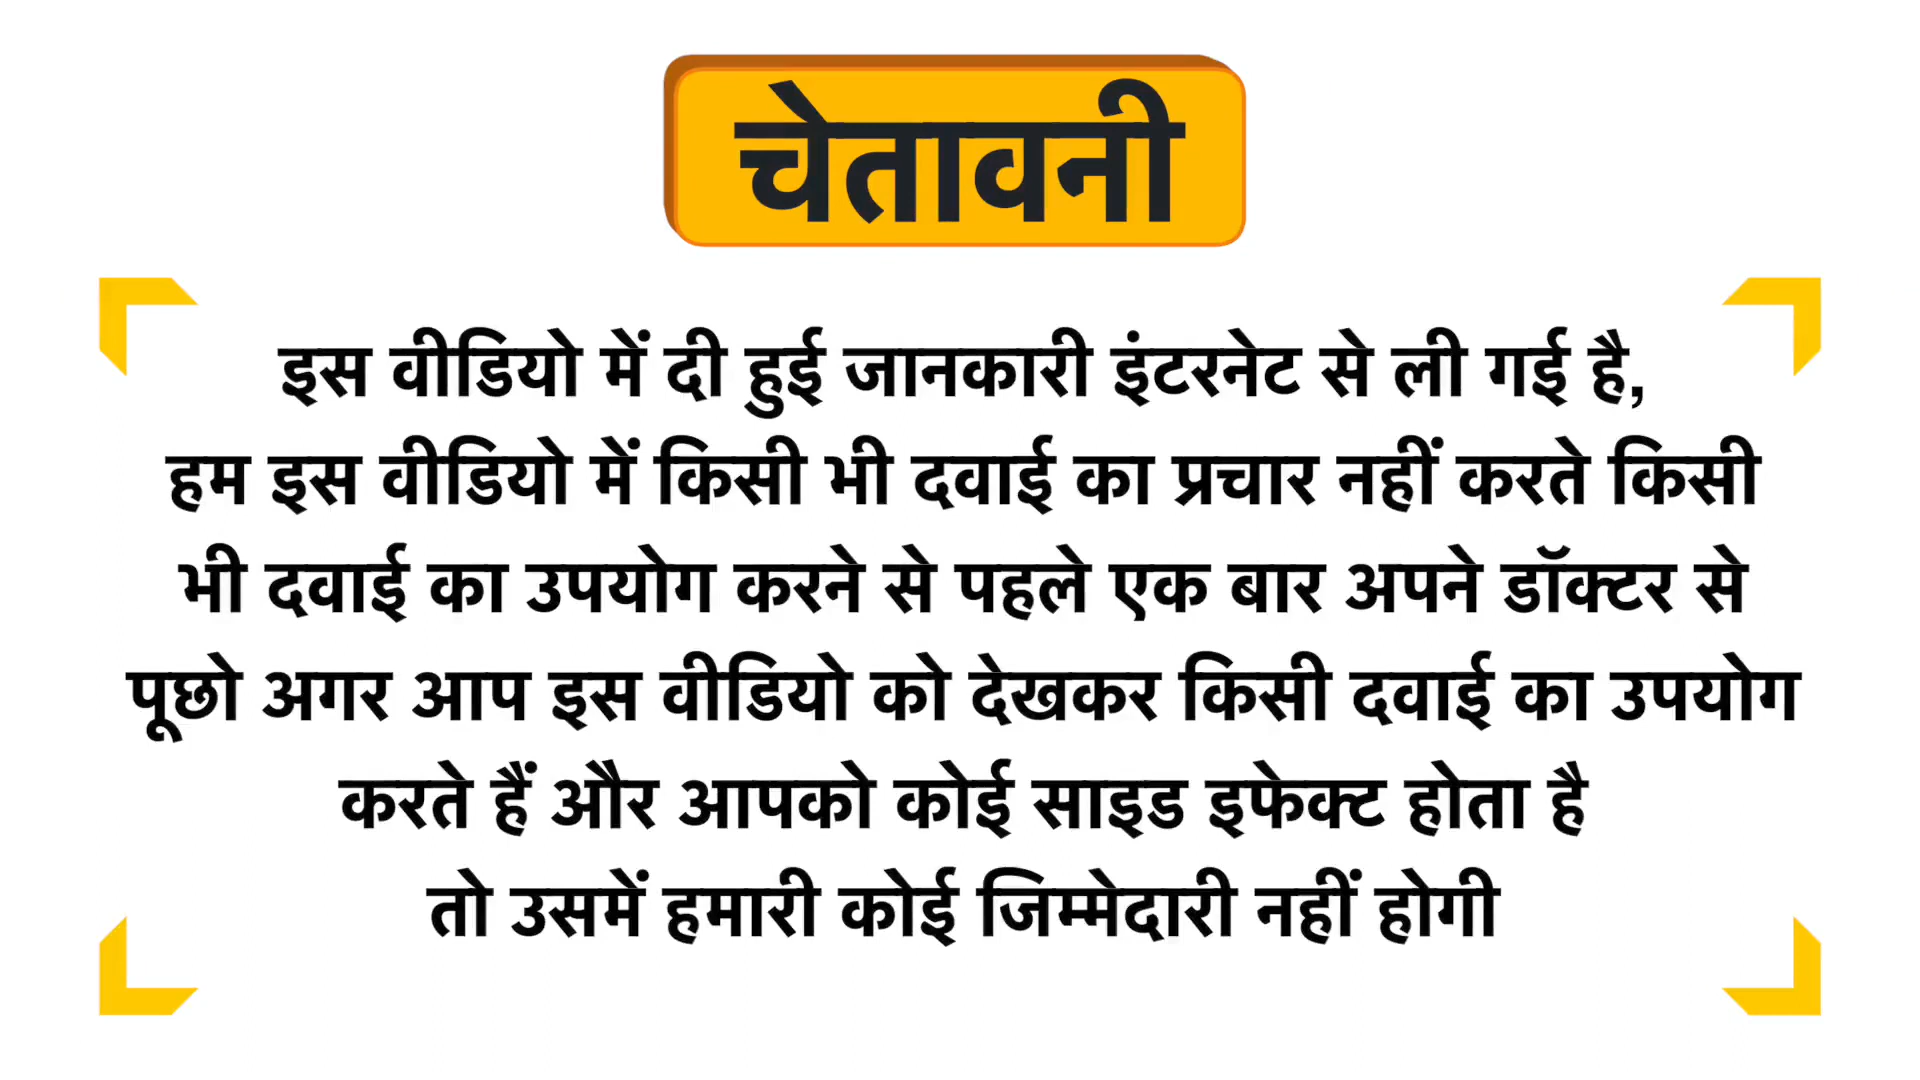 चेतावनी
इस वीडियो में दी हुई जानकारी इंटरनेट से ली गई है,
हम इस वीडियो में किसी भी दवाई का प्रचार नहीं करते किसी
भी दवाई का उपयोग करने से पहले एक बार अपने डॉक्टर से
पूछो अगर आप इस वीडियो को देखकर किसी दवाई का उपयोग
करते हैं और आपको कोई साइड इफेक्ट होता है
तो उसमें हमारी कोई जिम्मेदारी नहीं होगी